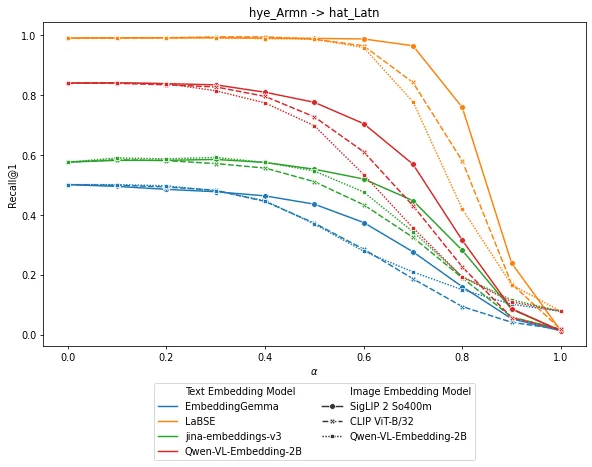 hye_Armn -> hat_Latn
Recall@1
1.0
0.8
0.6
0.4
0.2
0.0
0.0 0.2 0.4 0.6 0.8 1.0
α
Text Embedding Model
EmbeddingGemma
LaBSE
jina-embeddings-v3
Qwen-VL-Embedding-2B
Image Embedding Model
SigLIP 2 So400m
CLIP ViT-B/32
Qwen-VL-Embedding-2B